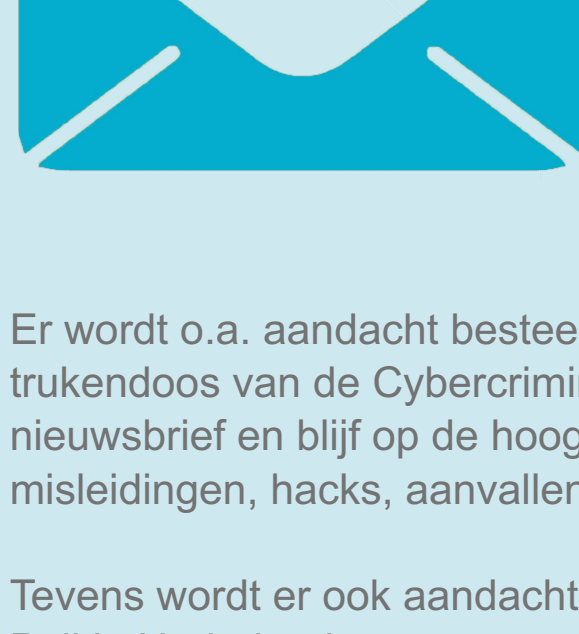 Er wordt o.a. aandacht bestee
trukendoos van de Cybercrimi
nieuwsbrief en blijf op de hoog
misleidingen, hacks, aanvallen
Tevens wordt er ook aandacht